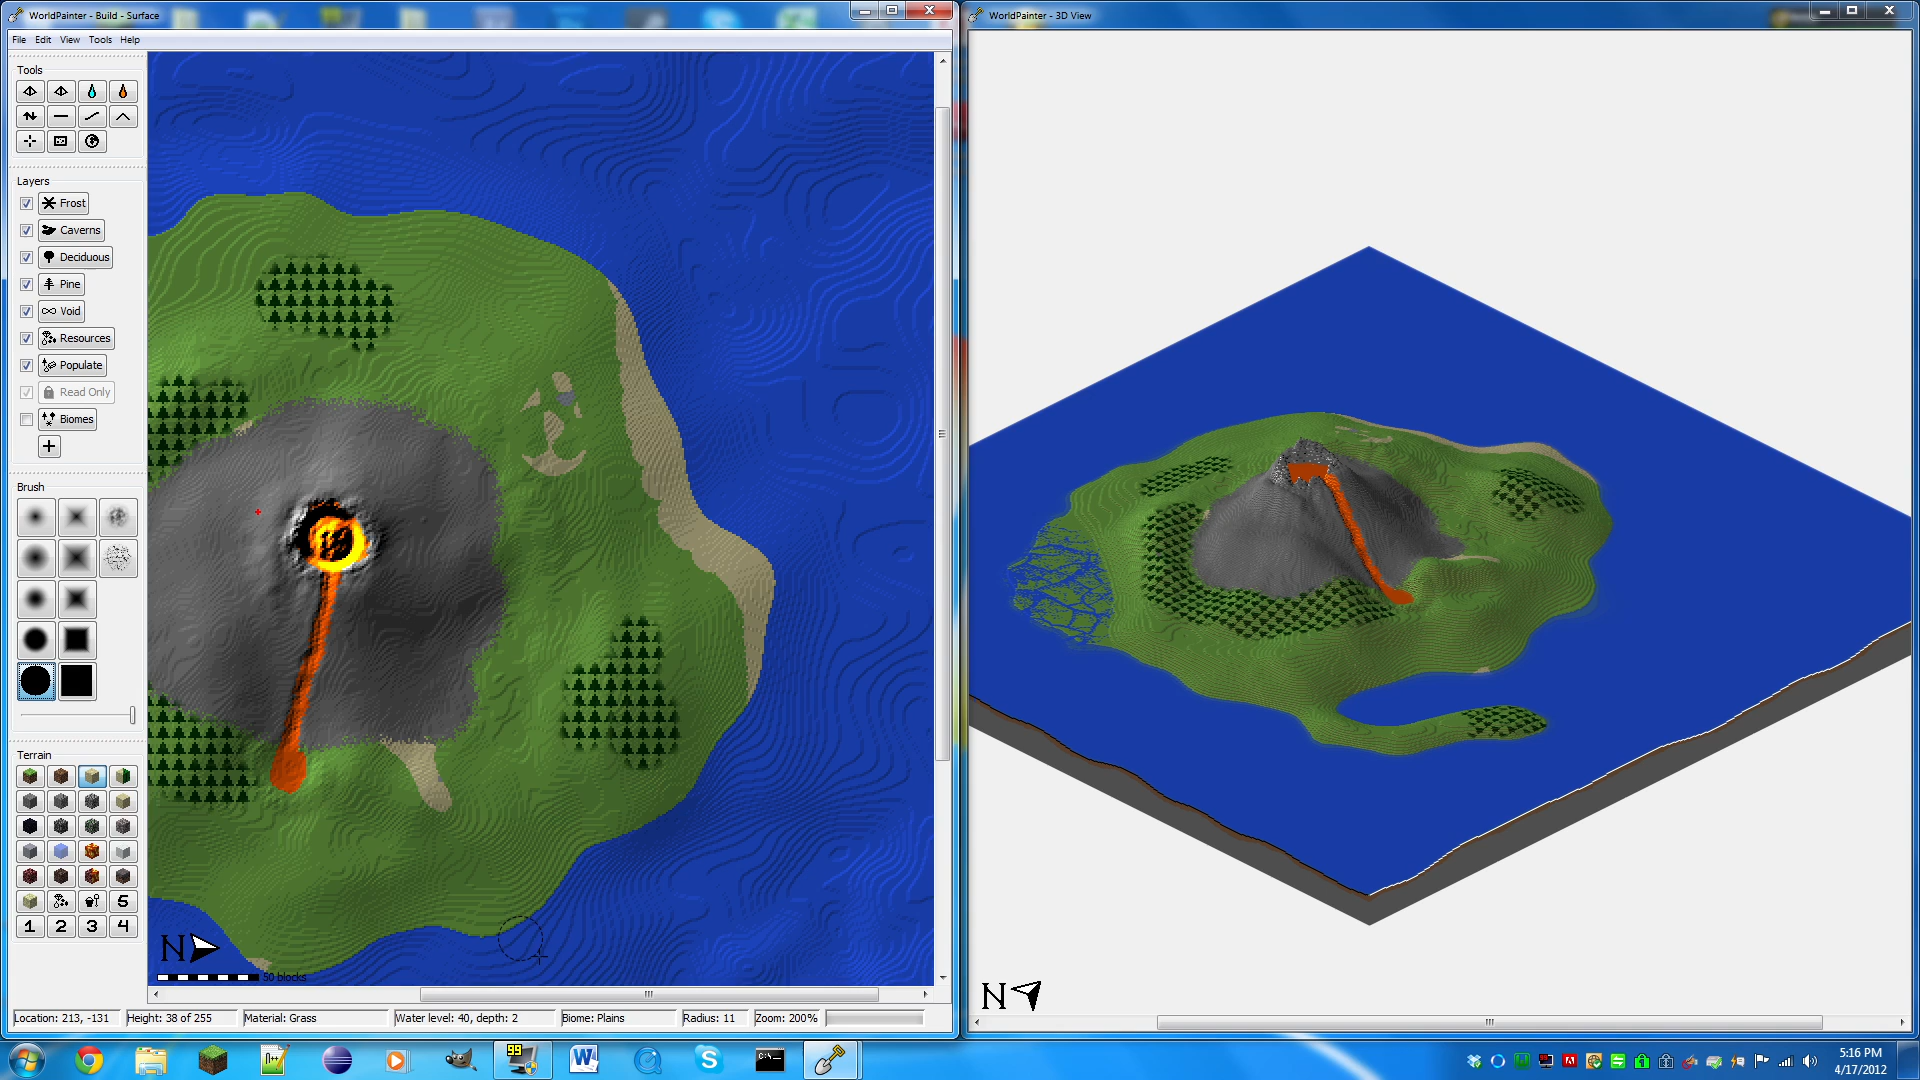 WorldPainter - Build - Surface
File Edit View Tools Help
Tools
Layers
Frost
Caverns
Deciduous
Pine
Void
Resources
Populate
Read Only
Biomes
Brush
Terrain
5
1 2 3 4
N
50 blocks
Location: 213, -131 Height: 38 of 255 Material: Grass Water level: 40, depth: 2 Biome: Plains Radius: 11 Zoom: 200%
WorldPainter - 3D View
N
99
C:\
5:16 PM
4/17/2012